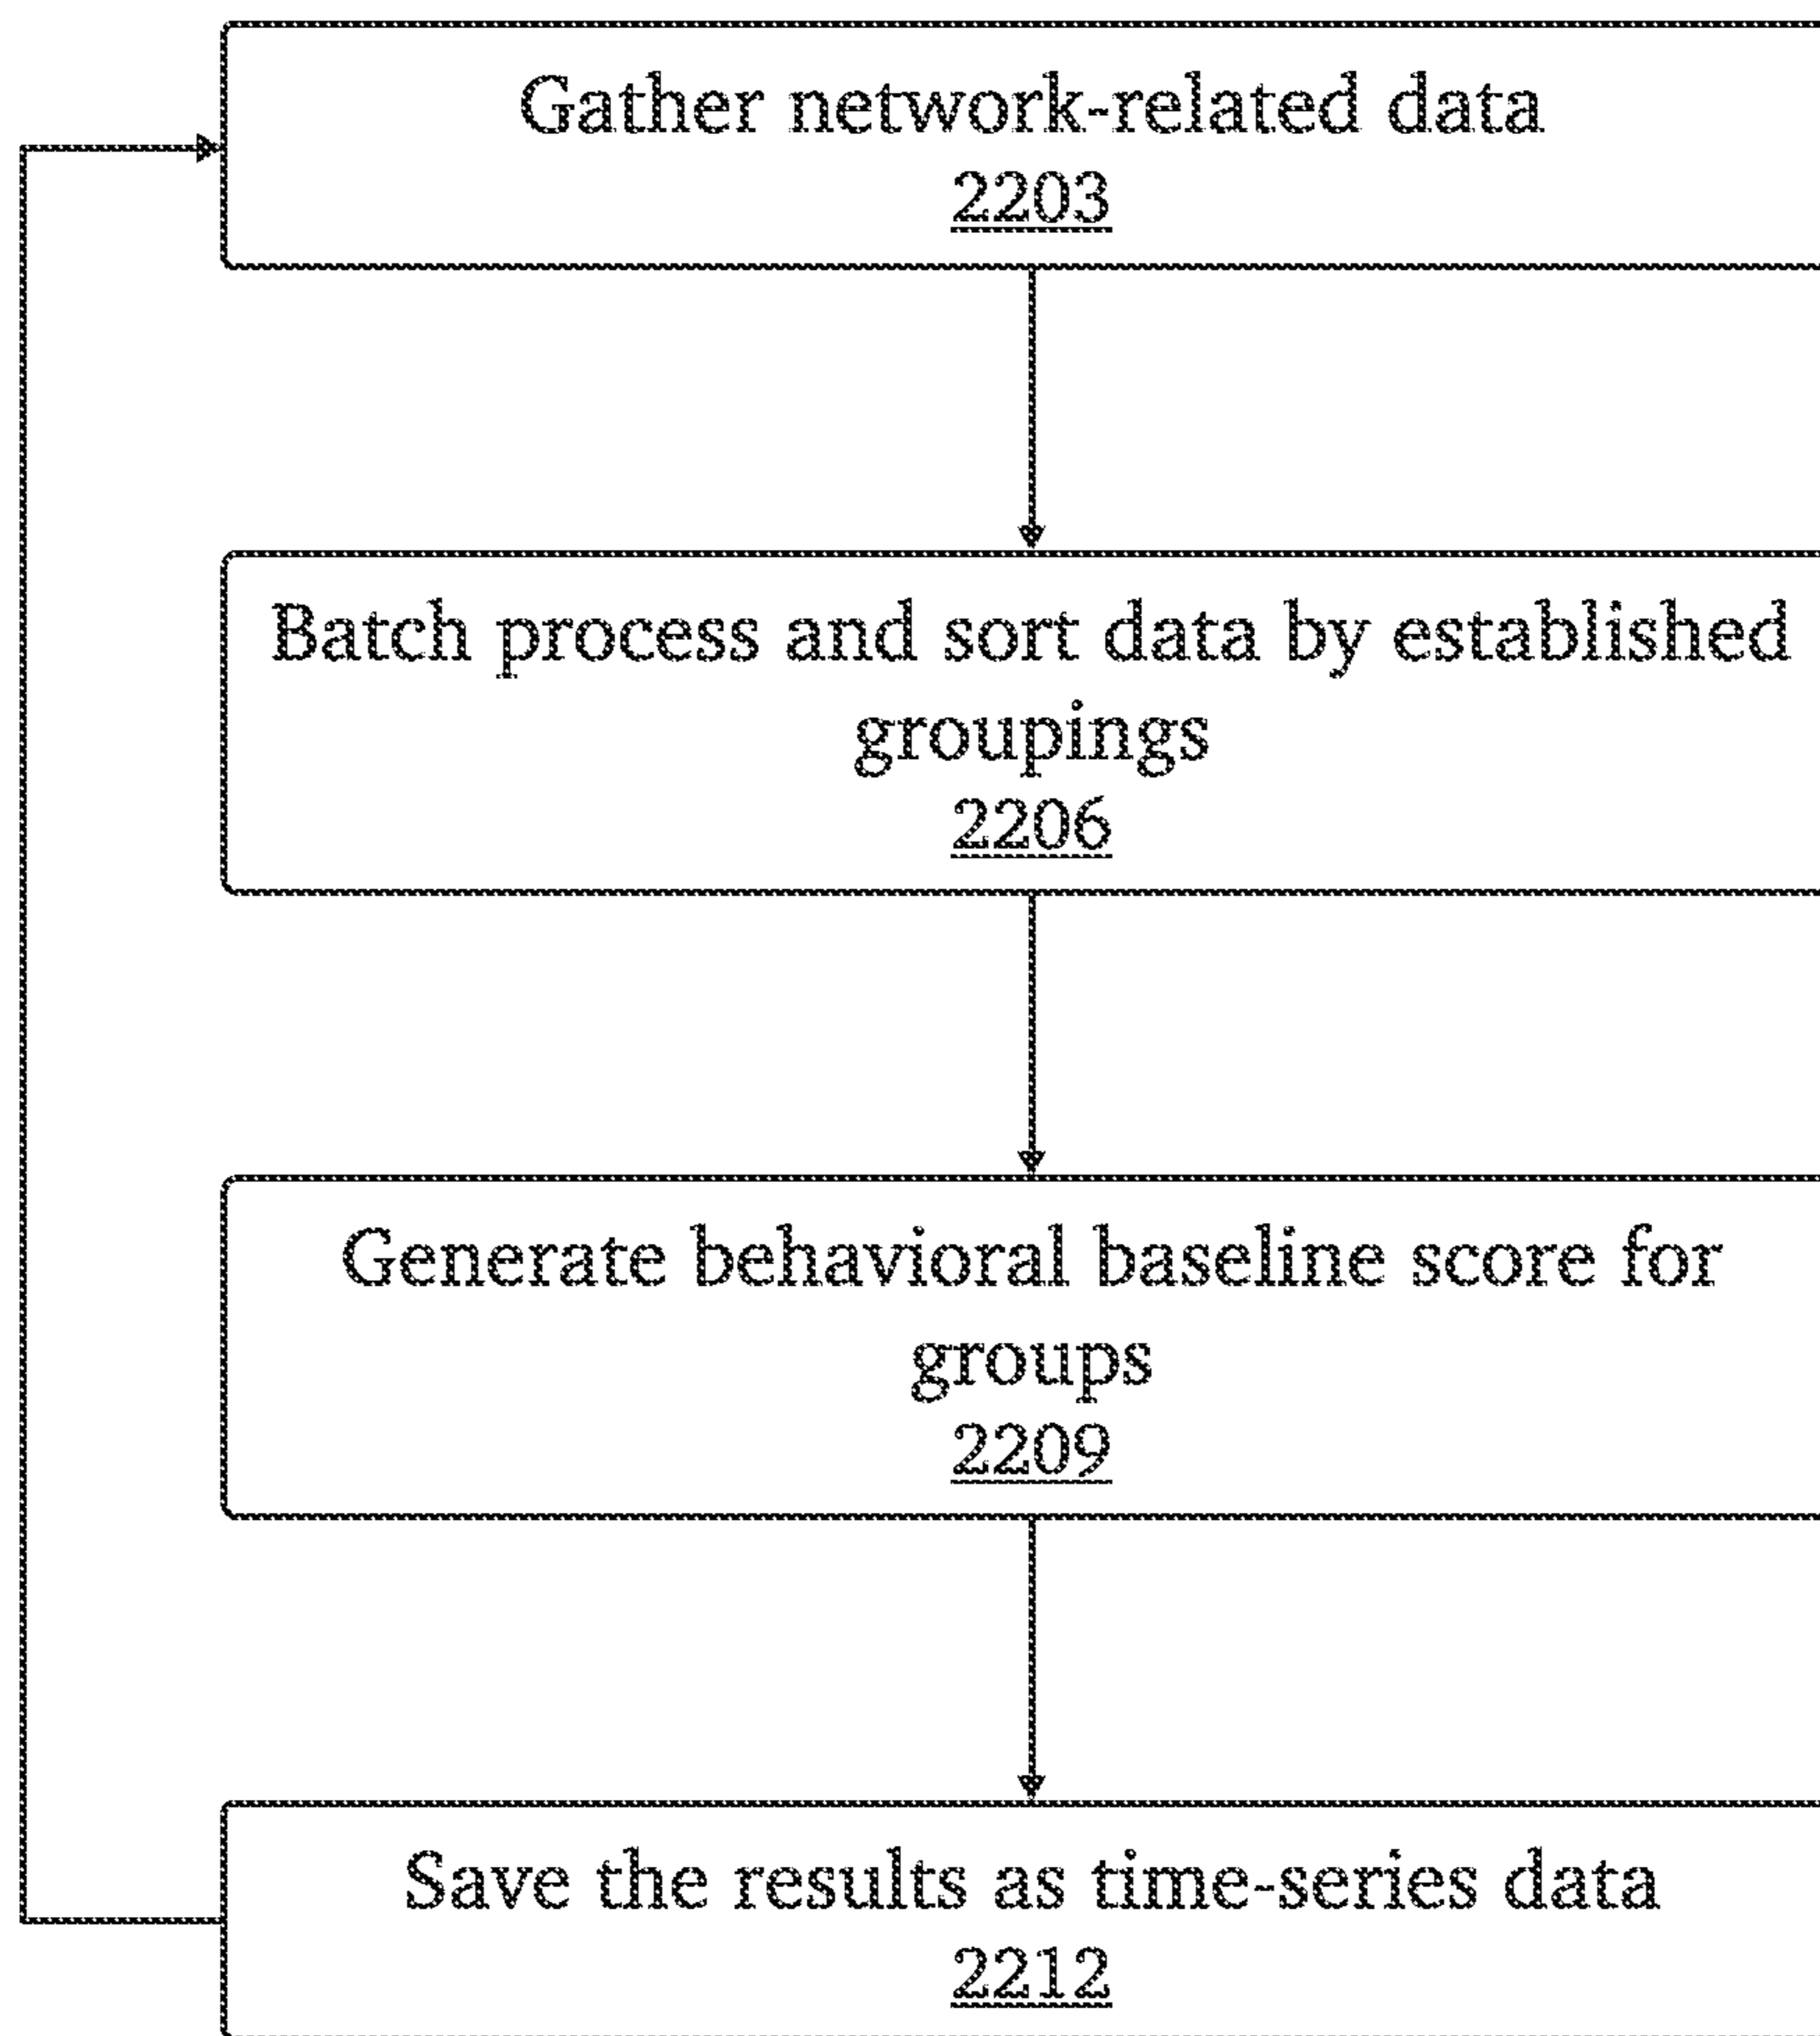 Gather network-related data
2203
Batch process and sort data by established
groupings
2206
Generate behavioral baseline score for
groups
2209
Save the results as time-series data
2212